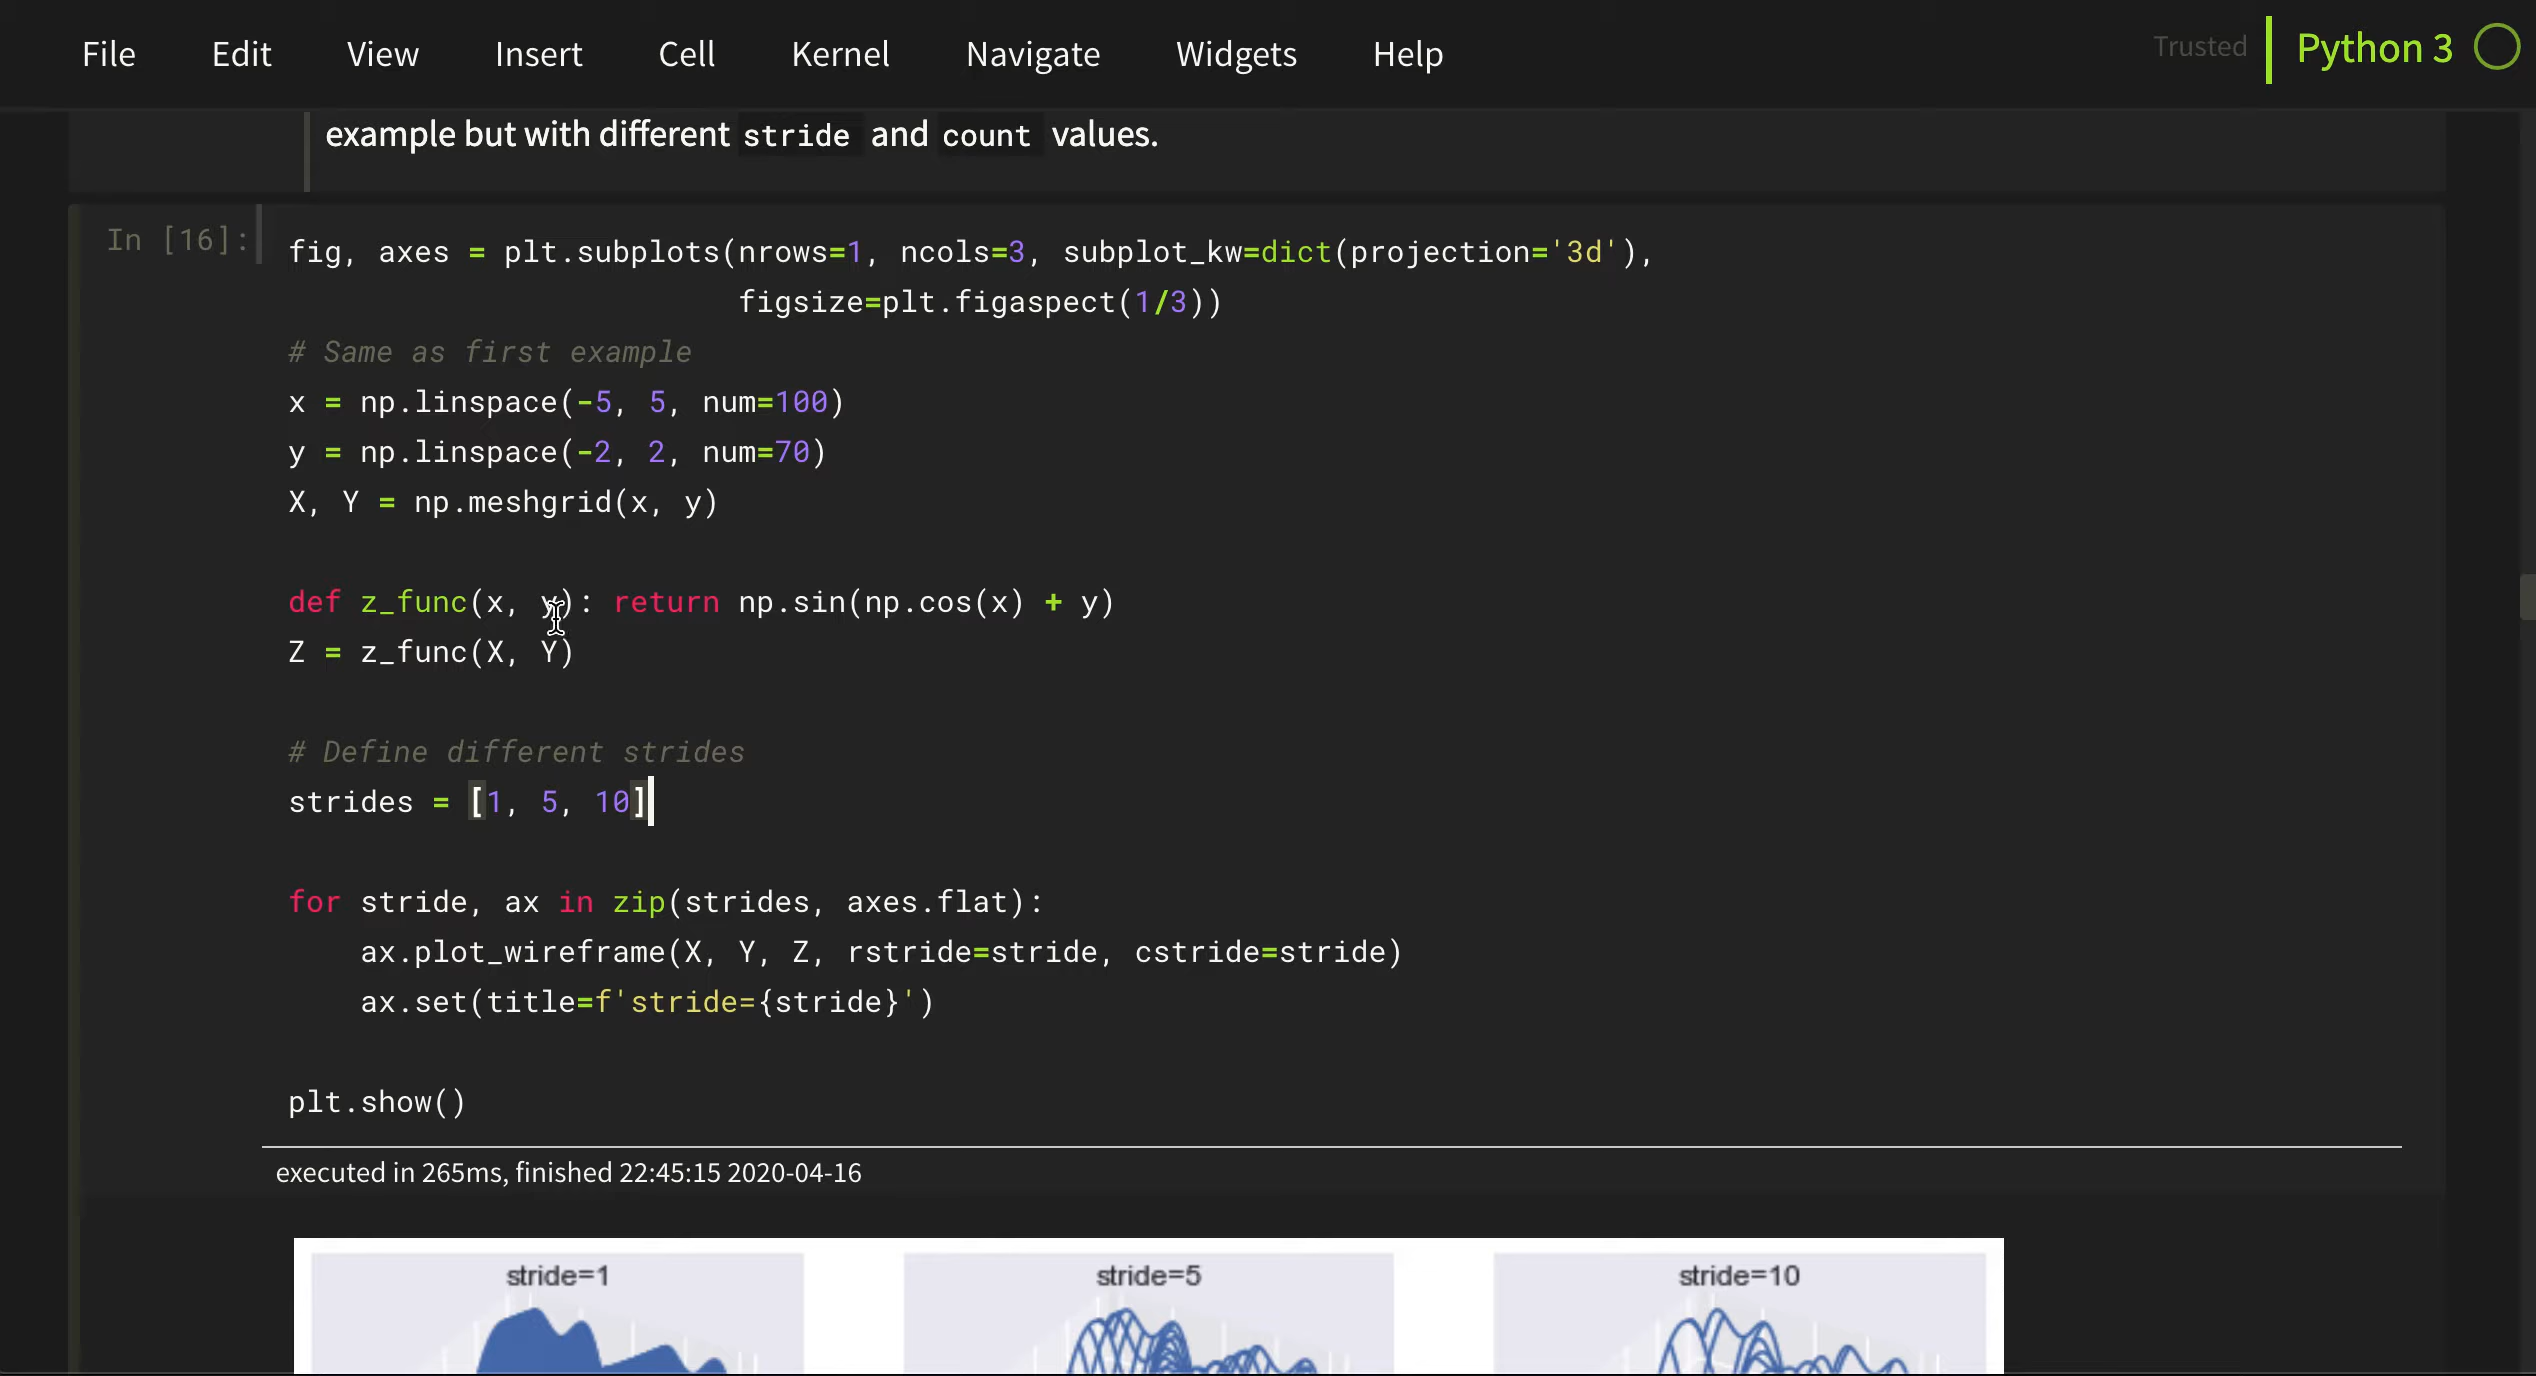 File Edit View Insert Cell Kernel Navigate Widgets Help Trusted Python 3
example but with different stride and count values.
In [16]:
fig, axes = plt.subplots(nrows=1, ncols=3, subplot_kw=dict(projection='3d'),
                         figsize=plt.figaspect(1/3))
# Same as first example
x = np.linspace(-5, 5, num=100)
y = np.linspace(-2, 2, num=70)
X, Y = np.meshgrid(x, y)
def z_func(x, y): return np.sin(np.cos(x) + y)
Z = z_func(X, Y)
# Define different strides
strides = [1, 5, 10]
for stride, ax in zip(strides, axes.flat):
    ax.plot_wireframe(X, Y, Z, rstride=stride, cstride=stride)
    ax.set(title=f'stride={stride}')
plt.show()
executed in 265ms, finished 22:45:15 2020-04-16
stride=1 stride=5 stride=10